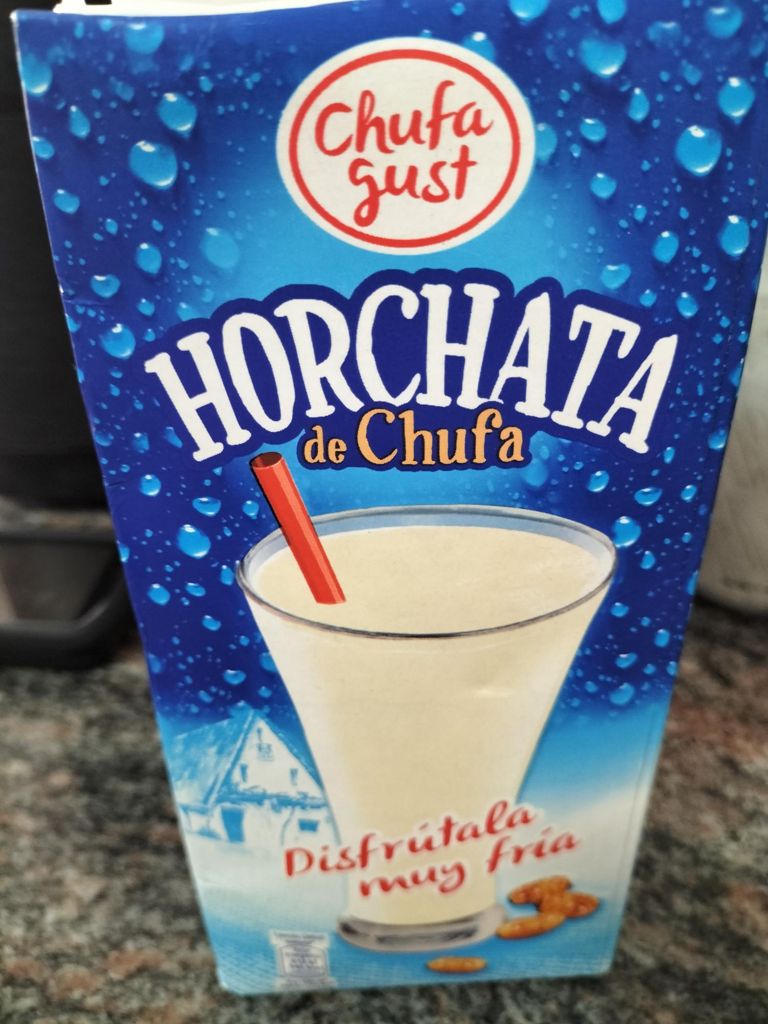 Chufa
gust
HORCHATA
de Chufa
Disfrútala
muy fría